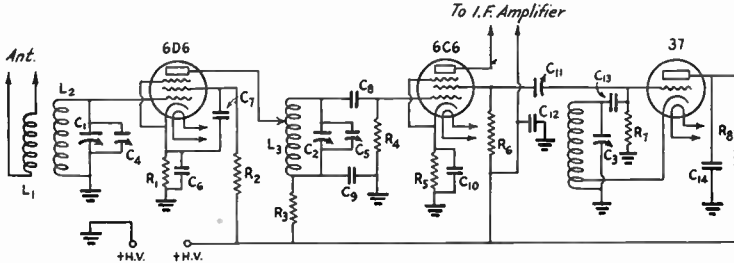 To I.F. Amplifier
Ant.
6D6
6C6
37
L2
L1
C1
C4
C7
R1
C6
R2
L3
C8
C2
C5
R4
C9
R3
R5
C10
R6
C11
C12
C13
C3
R7
R8
C14
+H.V.
+H.V.